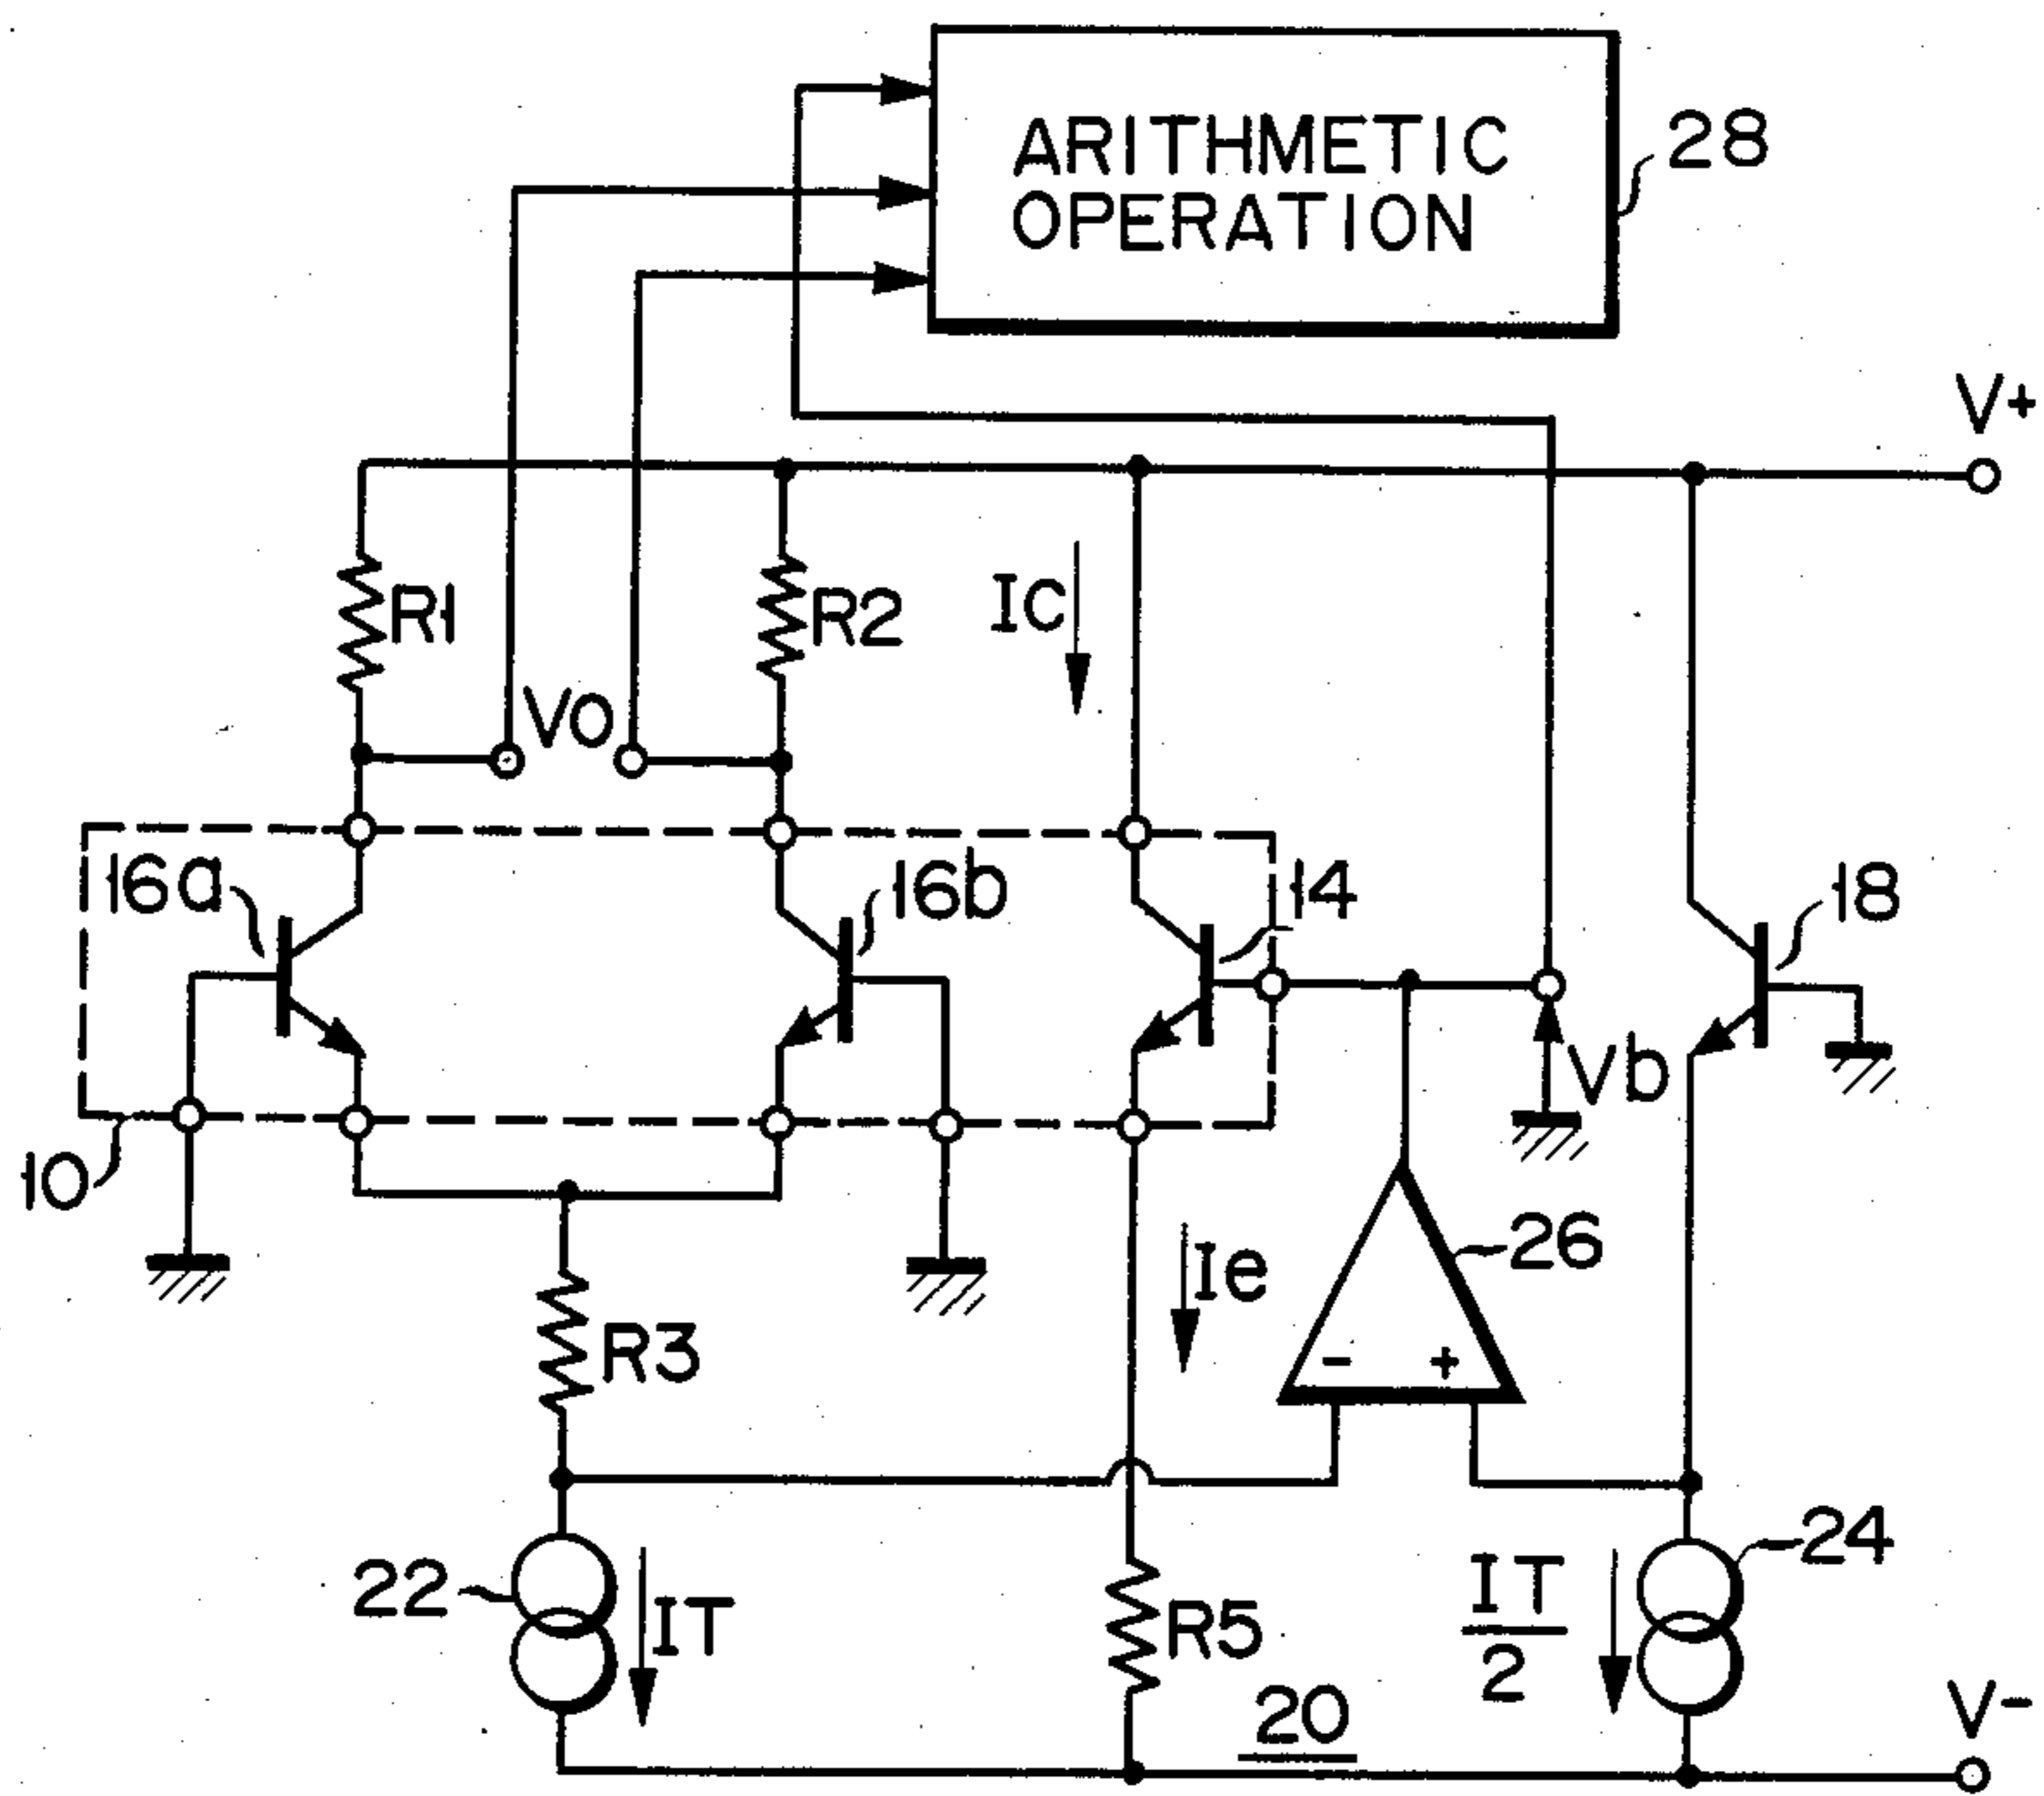 ARITHMETIC
OPERATION
28
V+
R1
R2
IC
VO
16a
16b
14
18
Vb
10
26
Ie
- +
R3
24
22
IT
R5
IT
2
20
V-